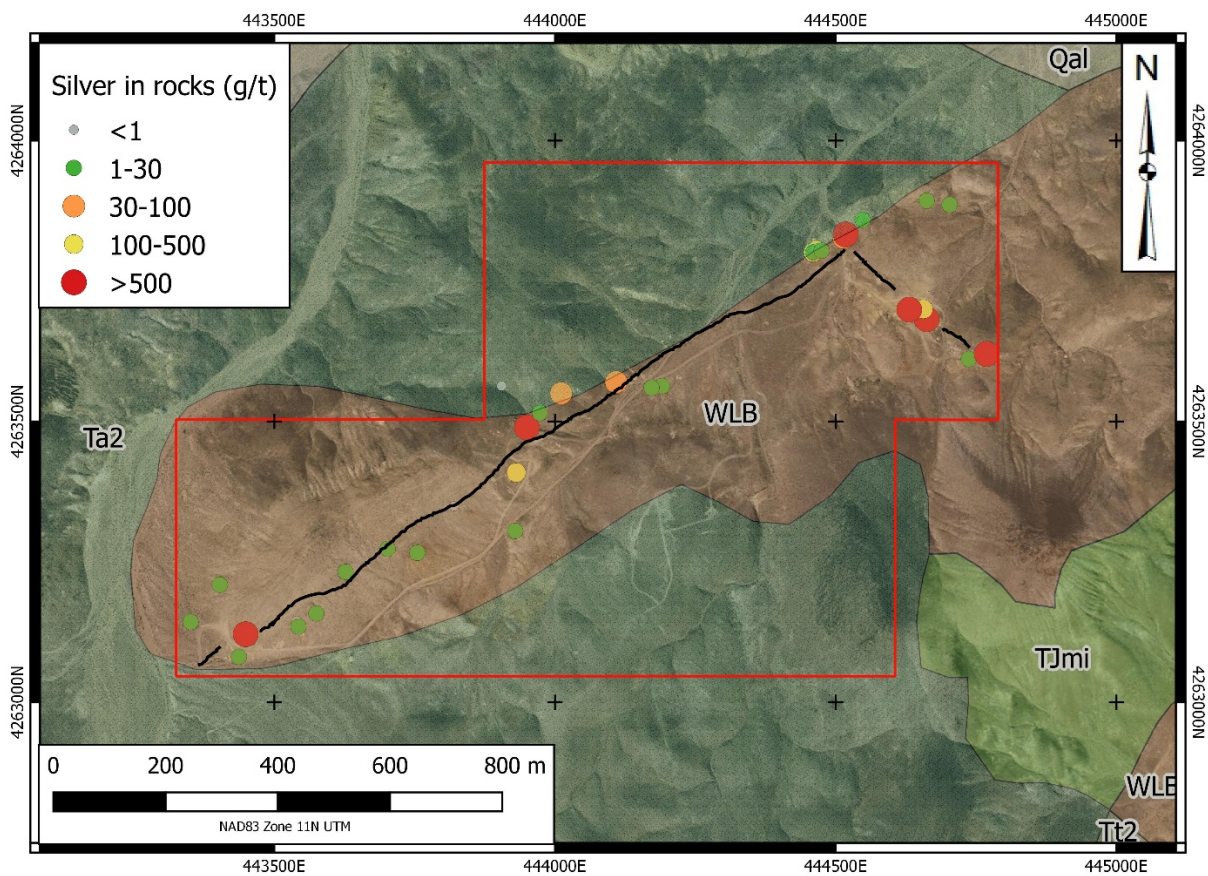 443500E 444000E 444500E 445000E
Silver in rocks (g/t)
<1
1-30
30-100
100-500
>500
Qal
N
4264000N 4264000N
4263500N 4263500N
Ta2
WLB
TJmi
4263000N 4263000N
WLB
Tt2
0 200 400 600 800 m
NAD83 Zone 11N UTM
443500E 444000E 444500E 445000E